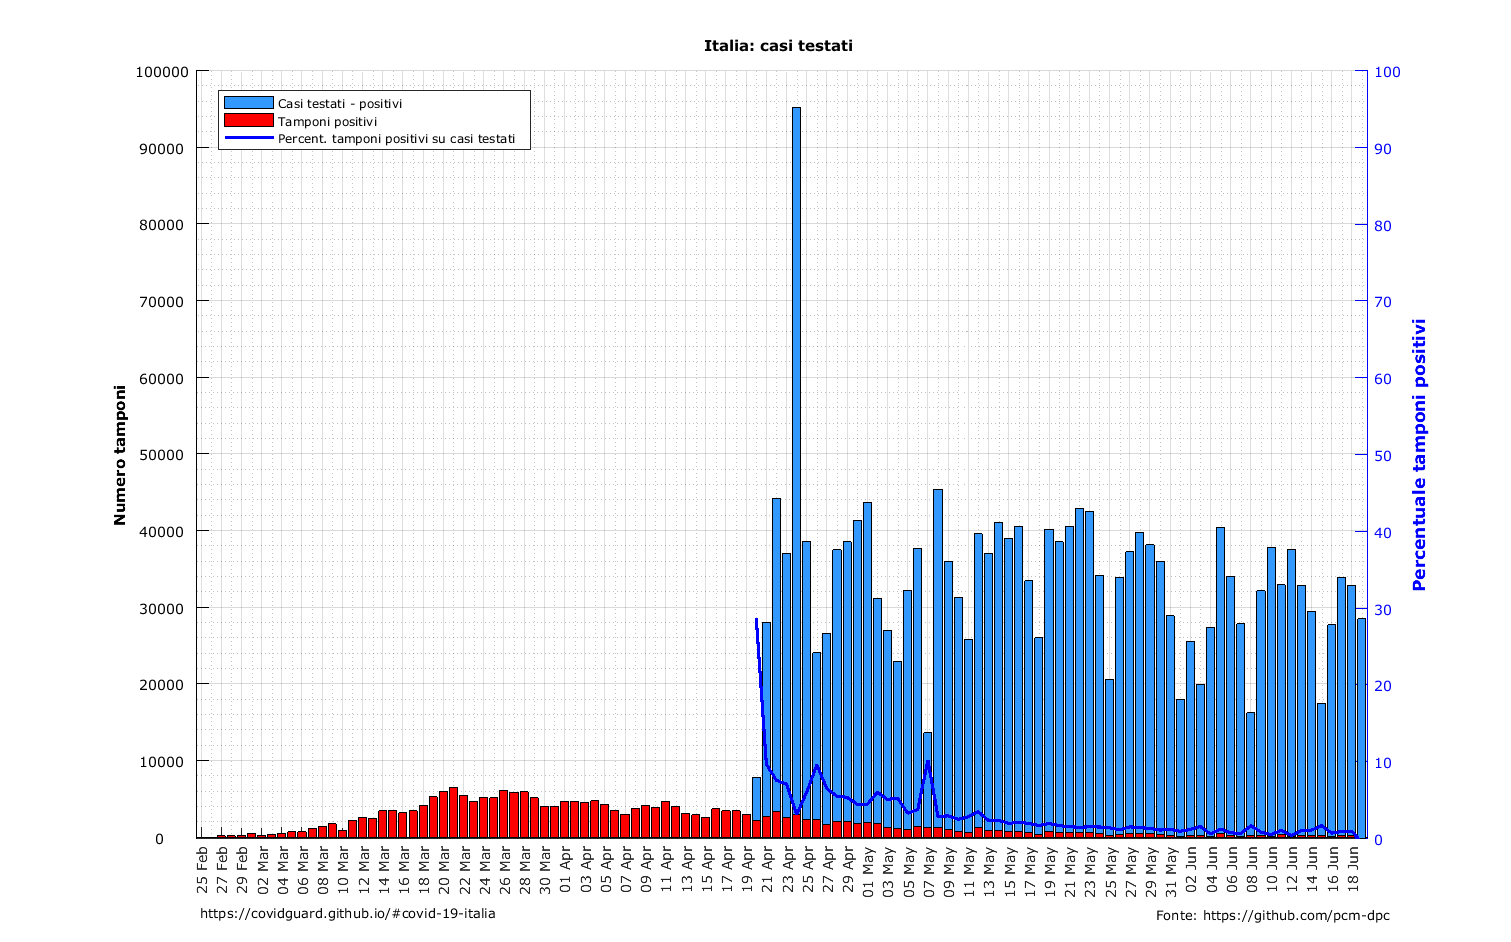 Italia: casi testati
Casi testati - positivi
Tamponi positivi
Percent. tamponi positivi su casi testati
Numero tamponi
100000
90000
80000
70000
60000
50000
40000
30000
20000
10000
0
Percentuale tamponi positivi
100
90
80
70
60
50
40
30
20
10
0
25 Feb
27 Feb
29 Feb
02 Mar
04 Mar
06 Mar
08 Mar
10 Mar
12 Mar
14 Mar
16 Mar
18 Mar
20 Mar
22 Mar
24 Mar
26 Mar
28 Mar
30 Mar
01 Apr
03 Apr
05 Apr
07 Apr
09 Apr
11 Apr
13 Apr
15 Apr
17 Apr
19 Apr
21 Apr
23 Apr
25 Apr
27 Apr
29 Apr
01 May
03 May
05 May
07 May
09 May
11 May
13 May
15 May
17 May
19 May
21 May
23 May
25 May
27 May
29 May
31 May
02 Jun
04 Jun
06 Jun
08 Jun
10 Jun
12 Jun
14 Jun
16 Jun
18 Jun
https://covidguard.github.io/#covid-19-italia
Fonte: https://github.com/pcm-dpc